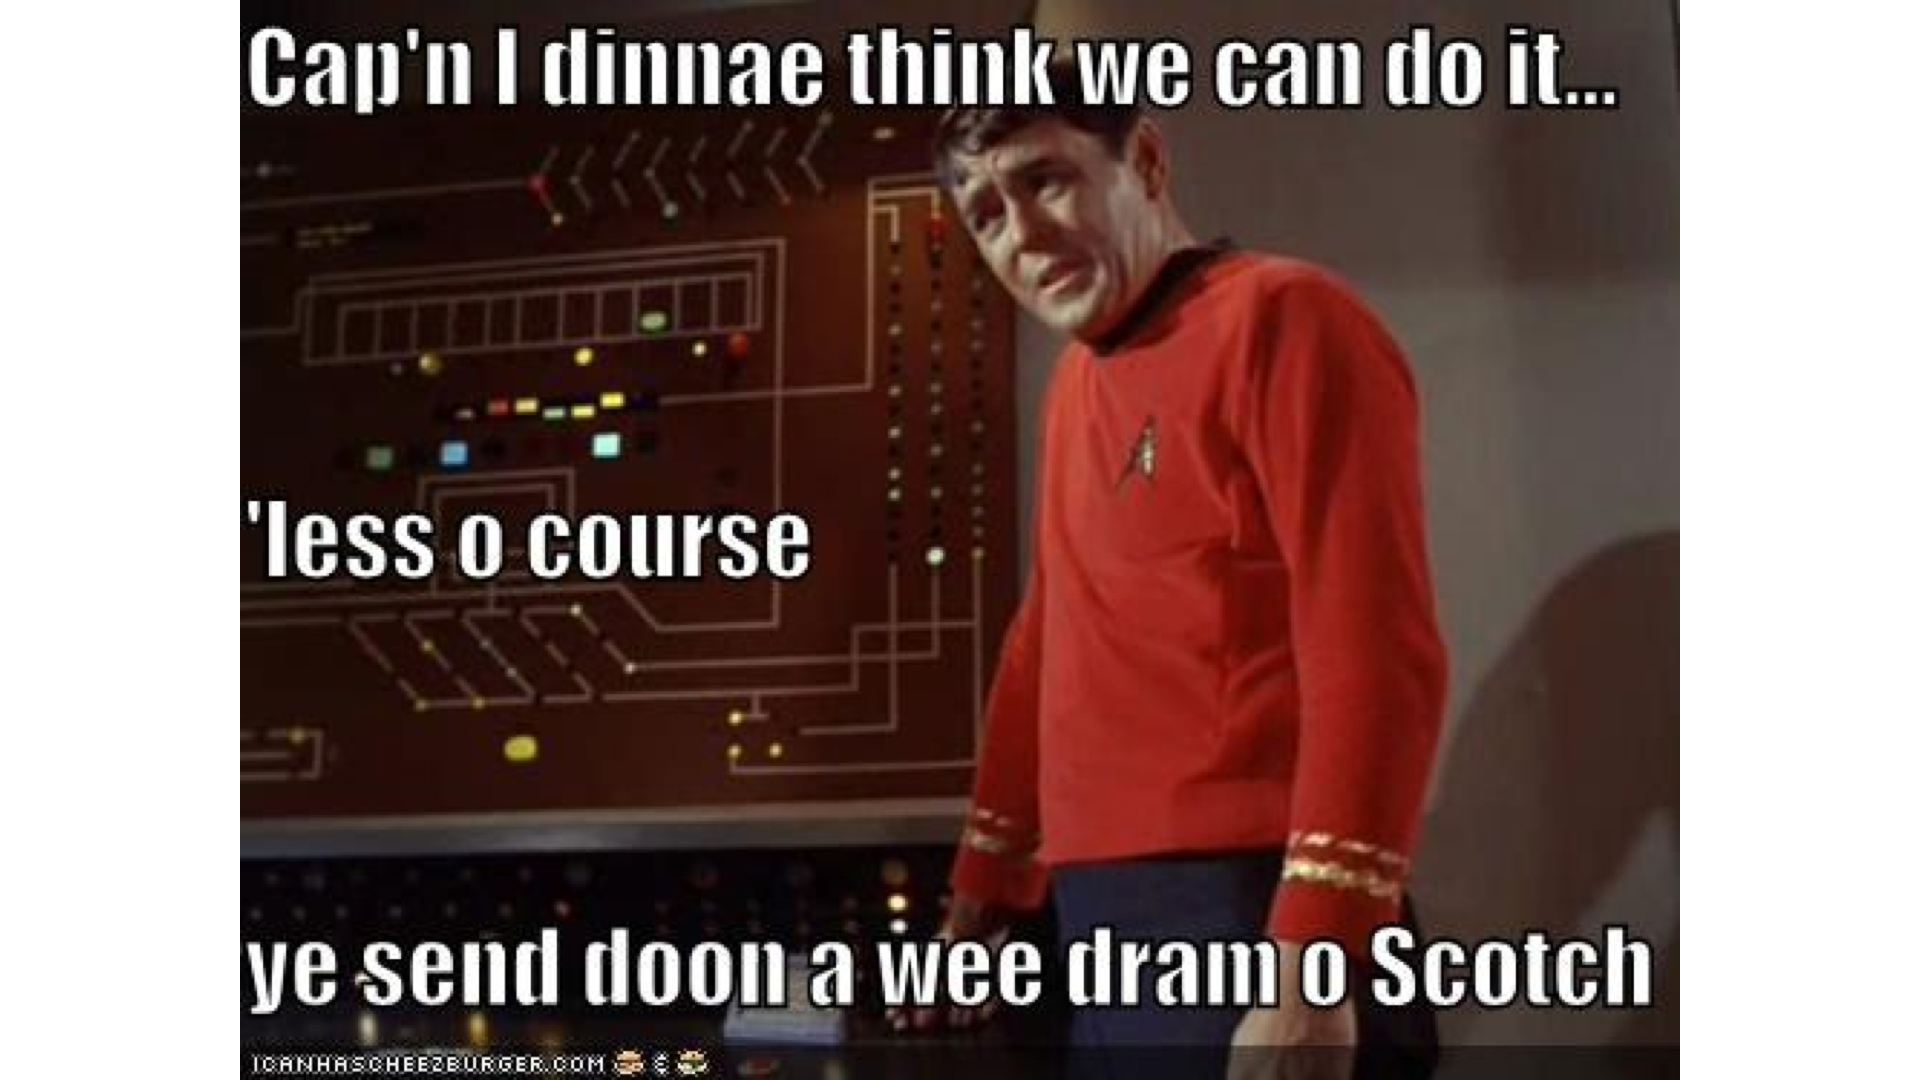 Cap'n I dinnae think we can do it...
'less o course
ye send doon a wee dram o Scotch
ICANHASCHEEZBURGER.COM